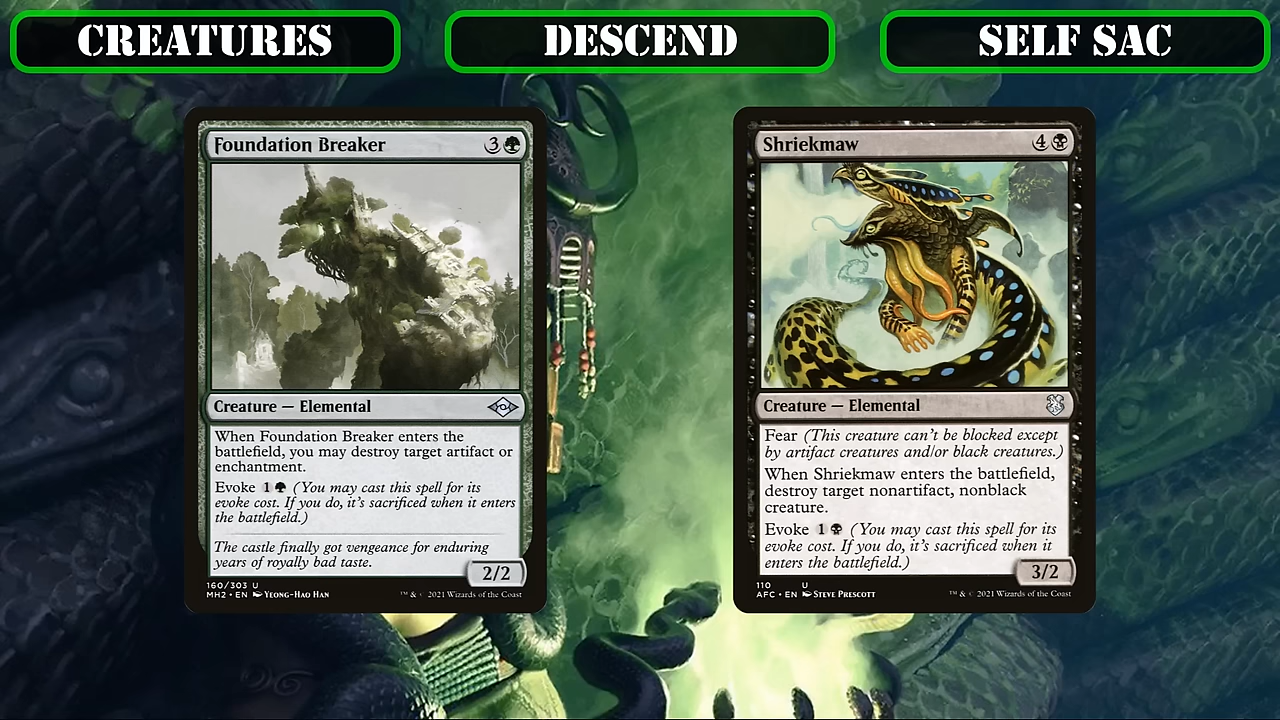 CREATURES
DESCEND
SELF SAC
Foundation Breaker 3
Creature — Elemental
When Foundation Breaker enters the
battlefield, you may destroy target artifact or
enchantment.
Evoke 1 (You may cast this spell for its
evoke cost. If you do, it's sacrificed when it enters
the battlefield.)
The castle finally got vengeance for enduring
years of royally bad taste.
2/2
160/303 U
MH2 • EN Yeong-Hao Han
™ & © 2021 Wizards of the Coast
Shriekmaw 4
Creature — Elemental
Fear (This creature can't be blocked except
by artifact creatures and/or black creatures.)
When Shriekmaw enters the battlefield,
destroy target nonartifact, nonblack
creature.
Evoke 1 (You may cast this spell for its
evoke cost. If you do, it's sacrificed when it
enters the battlefield.)
3/2
110 U
AFC • EN Steve Prescott
™ & © 2021 Wizards of the Coast